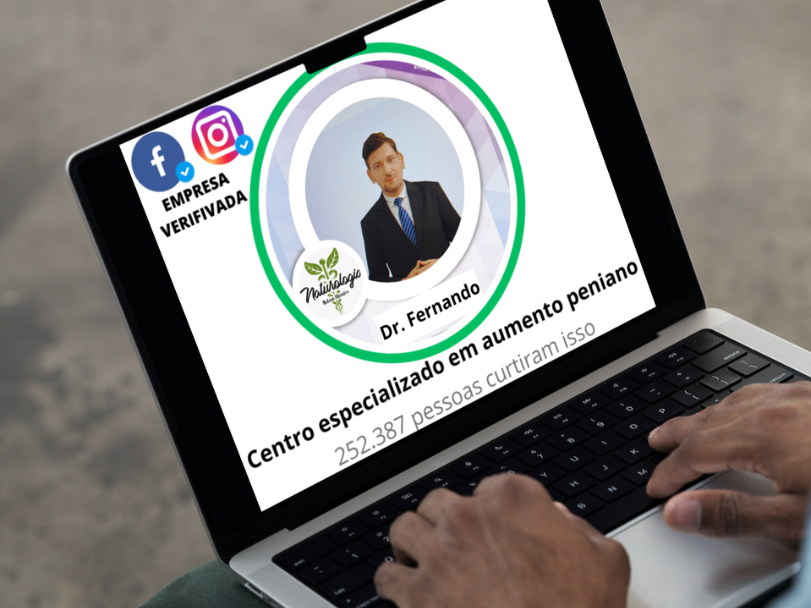 EMPRESA
VERIFIVADA
Naturologia
Dr. Fernando
Centro especializado em aumento peniano
252.387 pessoas curtiram isso